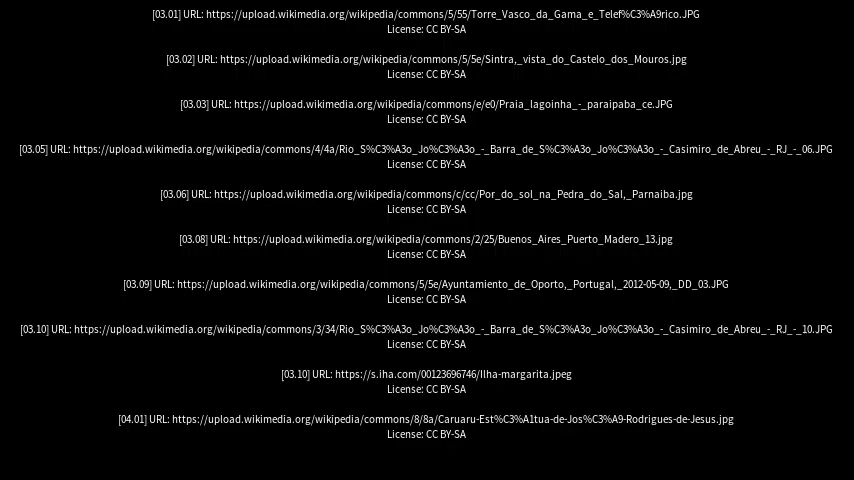 [03.01] URL: https://upload.wikimedia.org/wikipedia/commons/5/55/Torre_Vasco_da_Gama_e_Telef%C3%A9rico.JPG
License: CC BY-SA
[03.02] URL: https://upload.wikimedia.org/wikipedia/commons/5/5e/Sintra,_vista_do_Castelo_dos_Mouros.jpg
License: CC BY-SA
[03.03] URL: https://upload.wikimedia.org/wikipedia/commons/e/e0/Praia_lagoinha_-_paraipaba_ce.JPG
License: CC BY-SA
[03.05] URL: https://upload.wikimedia.org/wikipedia/commons/4/4a/Rio_S%C3%A3o_Jo%C3%A3o_-_Barra_de_S%C3%A3o_Jo%C3%A3o_-_Casimiro_de_Abreu_-_RJ_-_06.JPG
License: CC BY-SA
[03.06] URL: https://upload.wikimedia.org/wikipedia/commons/c/cc/Por_do_sol_na_Pedra_do_Sal,_Parnaiba.jpg
License: CC BY-SA
[03.08] URL: https://upload.wikimedia.org/wikipedia/commons/2/25/Buenos_Aires_Puerto_Madero_13.jpg
License: CC BY-SA
[03.09] URL: https://upload.wikimedia.org/wikipedia/commons/5/5e/Ayuntamiento_de_Oporto,_Portugal,_2012-05-09,_DD_03.JPG
License: CC BY-SA
[03.10] URL: https://upload.wikimedia.org/wikipedia/commons/3/34/Rio_S%C3%A3o_Jo%C3%A3o_-_Barra_de_S%C3%A3o_Jo%C3%A3o_-_Casimiro_de_Abreu_-_RJ_-_10.JPG
License: CC BY-SA
[03.10] URL: https://s.iha.com/00123696746/Ilha-margarita.jpeg
License: CC BY-SA
[04.01] URL: https://upload.wikimedia.org/wikipedia/commons/8/8a/Caruaru-Est%C3%A1tua-de-Jos%C3%A9-Rodrigues-de-Jesus.jpg
License: CC BY-SA